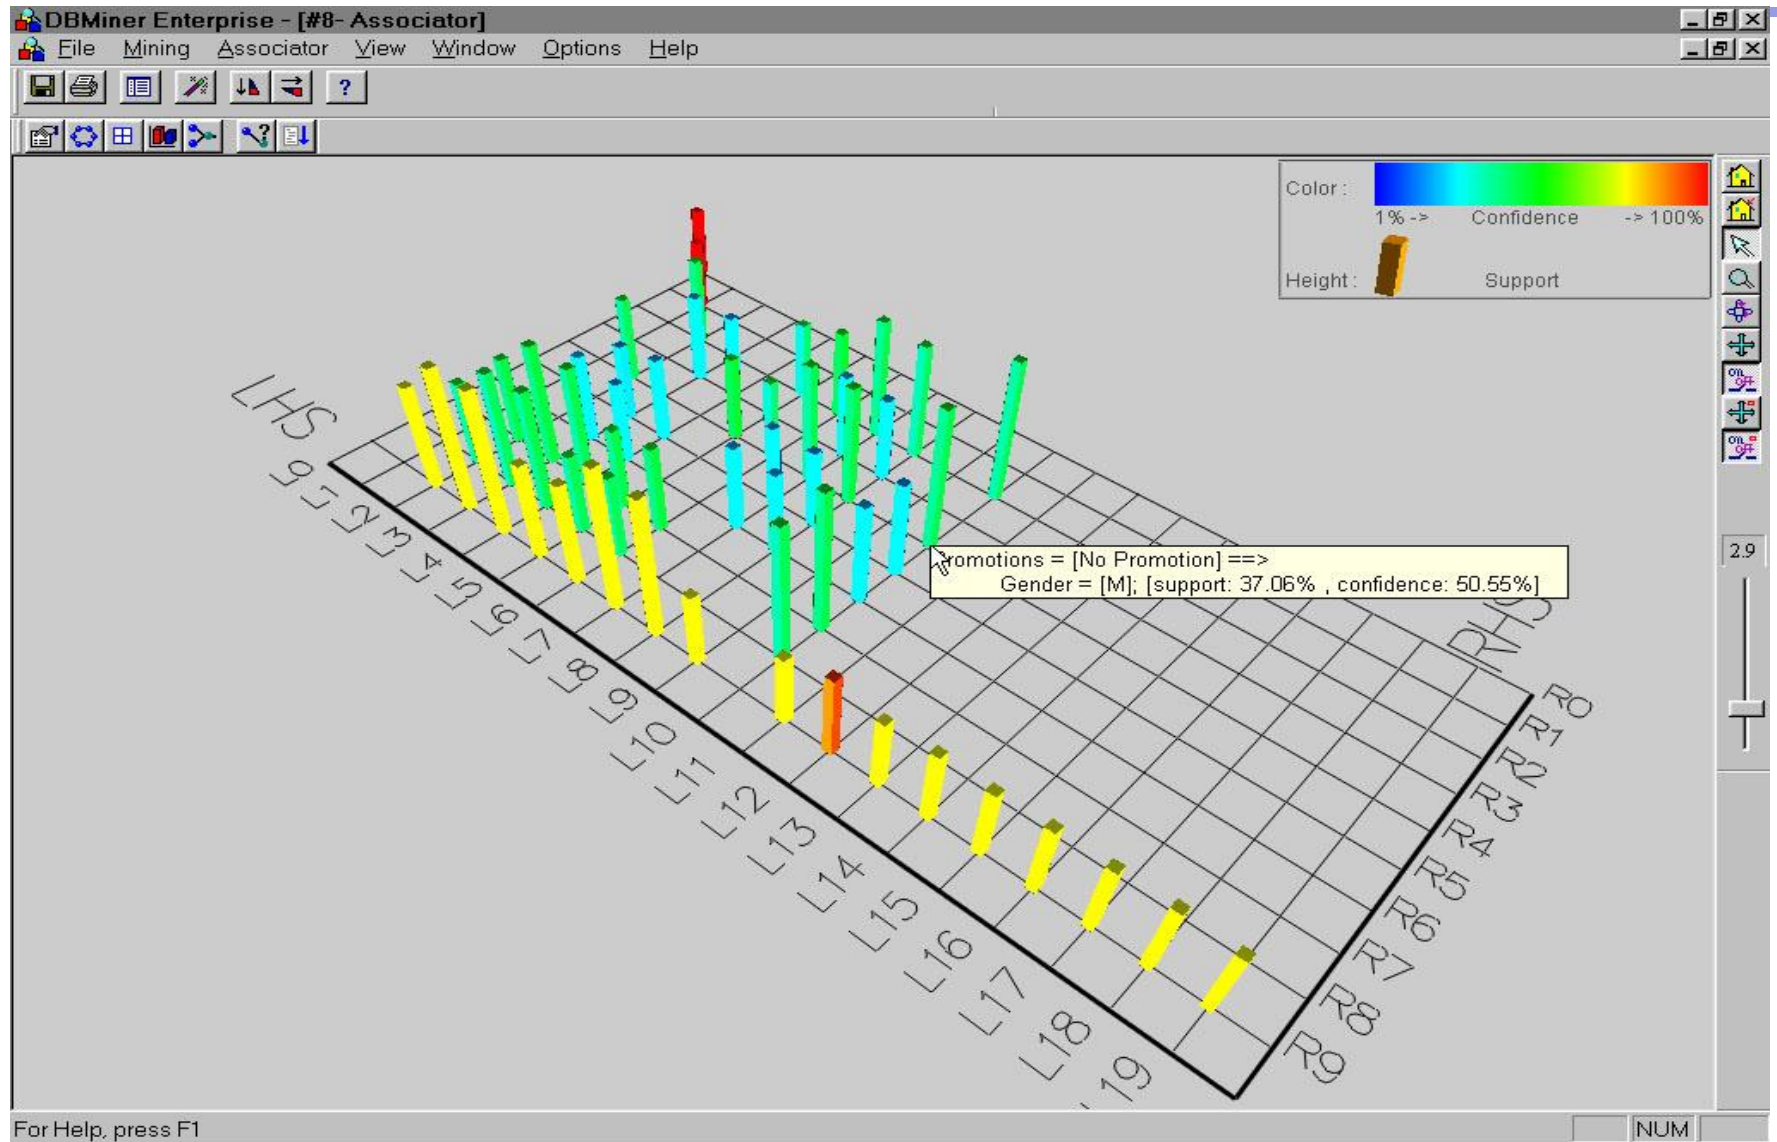 DBMiner Enterprise - [#8- Associator]
File Mining Associator View Window Options Help
Color :
1% -> Confidence -> 100%
Height : Support
2.9
LHS
L0
L1
L2
L3
L4
L5
L6
L7
L8
L9
L10
L11
L12
L13
L14
L15
L16
L17
L18
L19
romotions = [No Promotion] ==>
Gender = [M]; [support: 37.06% , confidence: 50.55%]
RHS
R0
R1
R2
R3
R4
R5
R6
R7
R8
R9
For Help, press F1
NUM